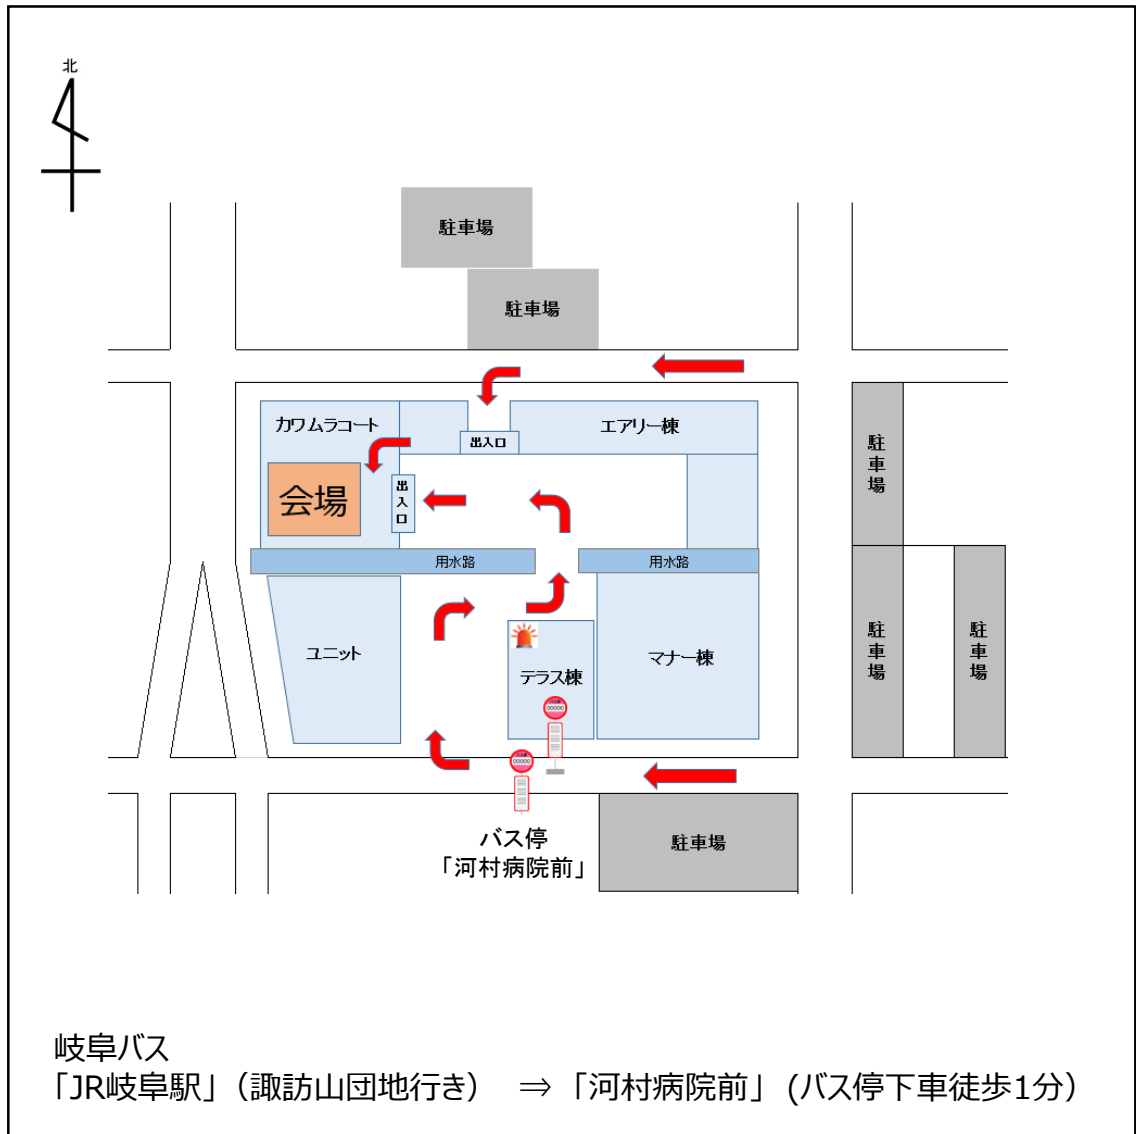 北
駐車場
駐車場
カワムラコート
エアリー棟
出入口
駐車場
会場
出入口
用水路
用水路
ユニット
テラス棟
マナー棟
駐車場
駐車場
バス停
「河村病院前」
駐車場
岐阜バス
「JR岐阜駅」（諏訪山団地行き） ⇒「河村病院前」(バス停下車徒歩1分）